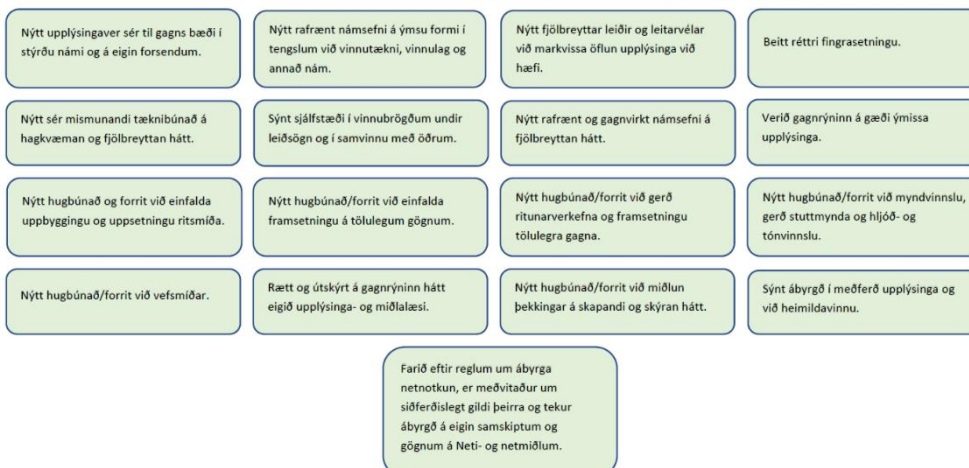 Nýtt upplýsingaver sér til gagns bæði í
stýrðu námi og á eigin forsendum.
Nýtt rafrænt námsefni á ýmsu formi í
tengslum við vinnutækni, vinnulag og
annað nám.
Nýtt fjölbreyttar leiðir og leitarvélar
við markvissa öflun upplýsinga við
hæfi.
Beitt réttri fingrasetningu.
Nýtt sér mismunandi tæknibúnað á
hagkvæman og fjölbreyttan hátt.
Sýnt sjálfstæði í vinnubrögðum undir
leiðsögn og í samvinnu með öðrum.
Nýtt rafrænt og gagnvirkt námsefni á
fjölbreyttan hátt.
Verið gagnrýninn á gæði ýmissa
upplýsinga.
Nýtt hugbúnað og forrit við einfalda
uppbyggingu og uppsetningu ritsmíða.
Nýtt hugbúnað/forrit við einfalda
framsetningu á tölulegum gögnum.
Nýtt hugbúnað/forrit við gerð
ritunarverkefna og framsetningu
tölulegra gagna.
Nýtt hugbúnað/forrit við myndvinnslu,
gerð stuttmynda og hljóð- og
tónvinnslu.
Nýtt hugbúnað/forrit við vefsmíðar.
Rætt og útskýrt á gagnrýninn hátt
eigið upplýsinga- og miðlalæsi.
Nýtt hugbúnað/forrit við miðlun
þekkingar á skapandi og skýran hátt.
Sýnt ábyrgð í meðferð upplýsinga og
við heimildavinnu.
Farið eftir reglum um ábyrga
netnotkun, er meðvitaður um
siðferðislegt gildi þeirra og tekur
ábyrgð á eigin samskiptum og
gögnum á Neti- og netmiðlum.